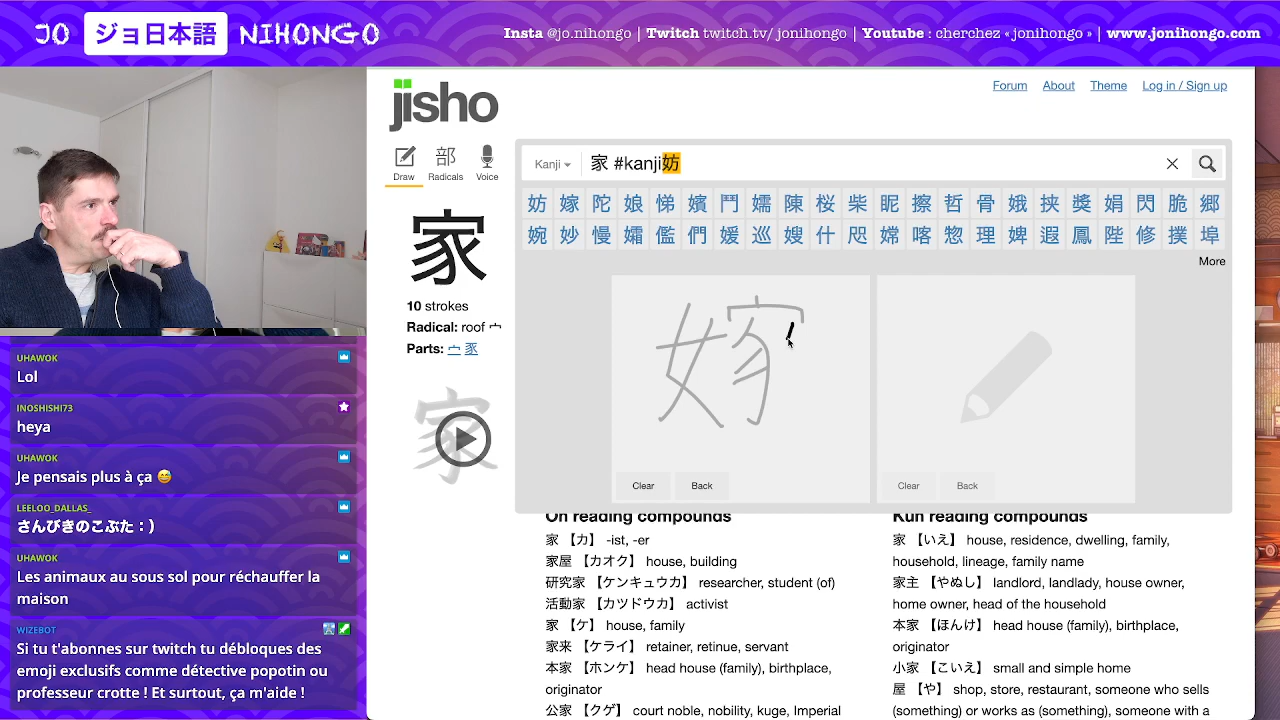 JO ジョ日本語 NIHONGO
Insta @jo.nihongo | Twitch twitch.tv/ jonihongo | Youtube : cherchez « jonihongo » | www.jonihongo.com
jisho
Forum About Theme Log in / Sign up
Draw
部 Radicals
Voice
Kanji 家 #kanji妨
妨 嫁 陀 娘 悌 嬪 鬥 嬬 陳 桜 柴 昵 擦 哲 骨 娥 挟 奬 娟 閃 脆 郷
婉 妙 慢 孀 儖 們 媛 巡 嫂 什 咫 嫦 喀 惣 理 婢 遐 鳳 陛 修 撲 埠
More
家
10 strokes
Radical: roof 宀
Parts: 宀 豕
家
嫁
Clear Back
Clear Back
On reading compounds
家 【カ】 -ist, -er
家屋 【カオク】 house, building
研究家 【ケンキュウカ】 researcher, student (of)
活動家 【カツドウカ】 activist
家 【ケ】 house, family
家来 【ケライ】 retainer, retinue, servant
本家 【ホンケ】 head house (family), birthplace,
originator
公家 【クゲ】 court noble, nobility, kuge, Imperial
Kun reading compounds
家 【いえ】 house, residence, dwelling, family,
household, lineage, family name
家主 【やぬし】 landlord, landlady, house owner,
home owner, head of the household
本家 【ほんけ】 head house (family), birthplace,
originator
小家 【こいえ】 small and simple home
屋 【や】 shop, store, restaurant, someone who sells
(something) or works as (something), someone with a
UHAWOK
Lol
INOSHISHI73
heya
UHAWOK
Je pensais plus à ça 😅
LEELOO_DALLAS_
さんびきのこぶた：)
UHAWOK
Les animaux au sous sol pour réchauffer la
maison
WIZEBOT
Si tu t'abonnes sur twitch tu débloques des
emoji exclusifs comme détective popotin ou
professeur crotte ! Et surtout, ça m'aide !